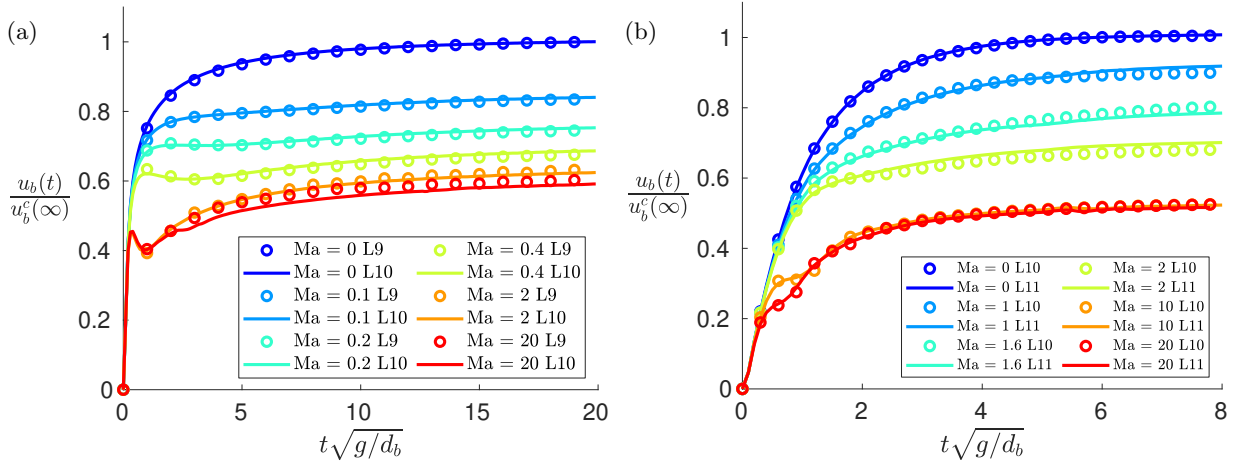 (a)
1
0.8
0.6
0.4
0.2
0
0 5 10 15 20
u_b(t)
u_b^c(∞)
t√g/d_b
Ma = 0 L9
Ma = 0 L10
Ma = 0.1 L9
Ma = 0.1 L10
Ma = 0.2 L9
Ma = 0.2 L10
Ma = 0.4 L9
Ma = 0.4 L10
Ma = 2 L9
Ma = 2 L10
Ma = 20 L9
Ma = 20 L10
(b)
1
0.8
0.6
0.4
0.2
0
0 2 4 6 8
u_b(t)
u_b^c(∞)
t√g/d_b
Ma = 0 L10
Ma = 0 L11
Ma = 1 L10
Ma = 1 L11
Ma = 1.6 L10
Ma = 1.6 L11
Ma = 2 L10
Ma = 2 L11
Ma = 10 L10
Ma = 10 L11
Ma = 20 L10
Ma = 20 L11